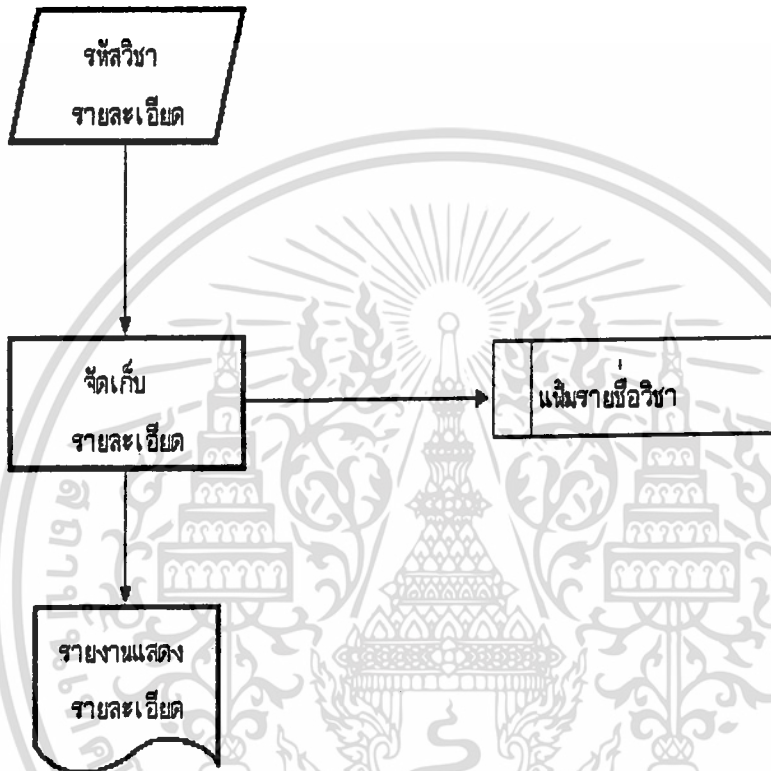 รหัสวิชา
รายละเอียด
จัดเก็บ
รายละเอียด
แฟ้มรายชื่อวิชา
รายงานแสดง
รายละเอียด